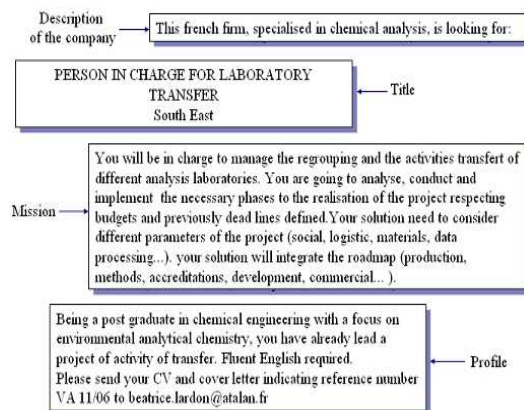 Description
of the company
This french firm, specialised in chemical analysis, is looking for:
PERSON IN CHARGE FOR LABORATORY
TRANSFER
South East
Title
You will be in charge to manage the regrouping and the activities transfert of
different analysis laboratories. You are going to analyse, conduct and
implement the necessary phases to the realisation of the project respecting
budgets and previously dead lines defined.Your solution need to consider
different parameters of the project (social, logistic, materials, data
processing...). your solution will integrate the roadmap (production,
methods, accreditations, development, commercial... ).
Mission
Being a post graduate in chemical engineering with a focus on
environmental analytical chemistry, you have already lead a
project of activity of transfer. Fluent English required.
Please send your CV and cover letter indicating reference number
VA 11/06 to beatrice.lardon@atalan.fr
Profile